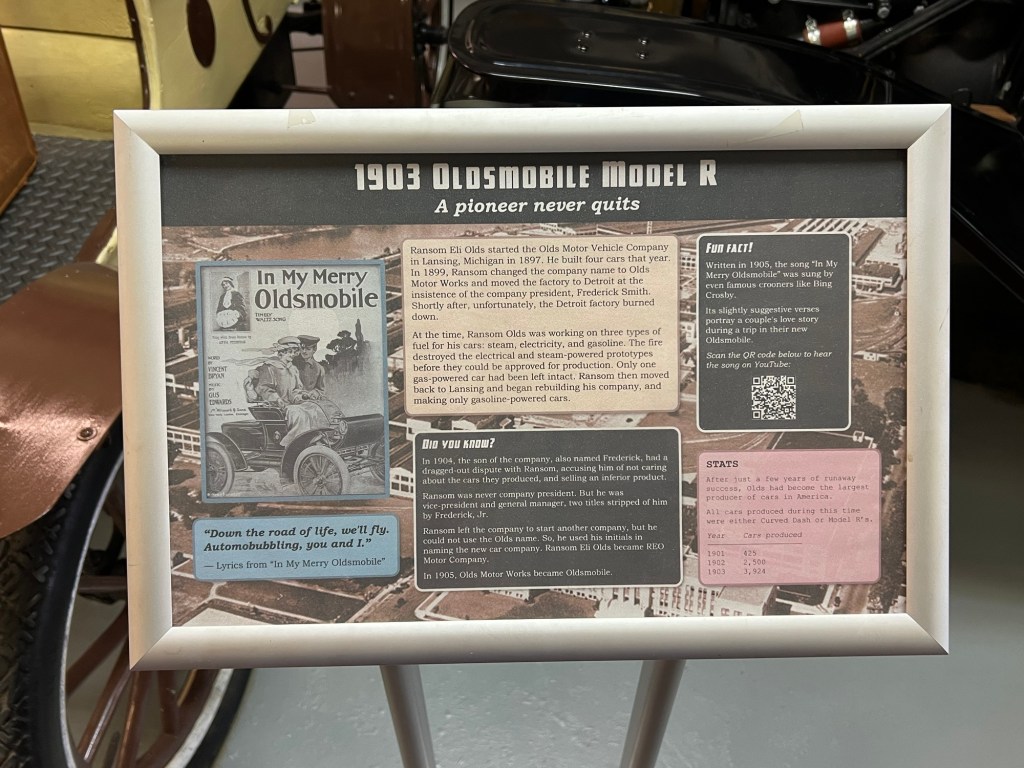 1903 Oldsmobile Model R
A pioneer never quits
In My Merry
Oldsmobile
TIMELY
WALTZ SONG
WORDS
BY
VINCENT
BRYAN
MUSIC
BY
GUS
EDWARDS
"Down the road of life, we'll fly.
Automobubbling, you and I."
— Lyrics from "In My Merry Oldsmobile"
Ransom Eli Olds started the Olds Motor Vehicle Company
in Lansing, Michigan in 1897. He built four cars that year.
In 1899, Ransom changed the company name to Olds
Motor Works and moved the factory to Detroit at the
insistence of the company president, Frederick Smith.
Shortly after, unfortunately, the Detroit factory burned
down.
At the time, Ransom Olds was working on three types of
fuel for his cars: steam, electricity, and gasoline. The fire
destroyed the electrical and steam-powered prototypes
before they could be approved for production. Only one
gas-powered car had been left intact. Ransom then moved
back to Lansing and began rebuilding his company, and
making only gasoline-powered cars.
Did you know?
In 1904, the son of the company, also named Frederick, had a
dragged-out dispute with Ransom, accusing him of not caring
about the cars they produced, and selling an inferior product.
Ransom was never company president. But he was
vice-president and general manager, two titles stripped of him
by Frederick, Jr.
Ransom left the company to start another company, but he
could not use the Olds name. So, he used his initials in
naming the new car company. Ransom Eli Olds became REO
Motor Company.
In 1905, Olds Motor Works became Oldsmobile.
Fun fact!
Written in 1905, the song "In My
Merry Oldsmobile" was sung by
even famous crooners like Bing
Crosby.
Its slightly suggestive verses
portray a couple's love story
during a trip in their new
Oldsmobile.
Scan the QR code below to hear
the song on YouTube:
STATS
After just a few years of runaway
success, Olds had become the largest
producer of cars in America.
All cars produced during this time
were either Curved Dash or Model R's.
Year Cars produced
1901 425
1902 2,500
1903 3,924